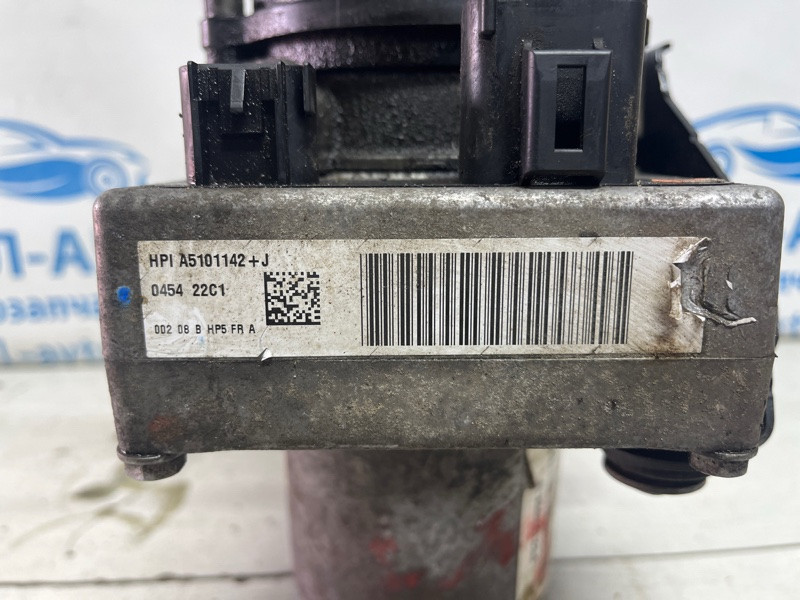 HPI A5101142+J
0454 22C1
002 08 B HP5 FR A